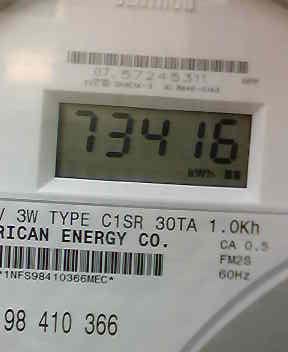 07.57245311
73416
kWh
V 3W TYPE C1SR 30TA 1.0Kh
RICAN ENERGY CO.
CA 0.5
FM2S
60Hz
*1NFS98410366MEC*
98 410 366